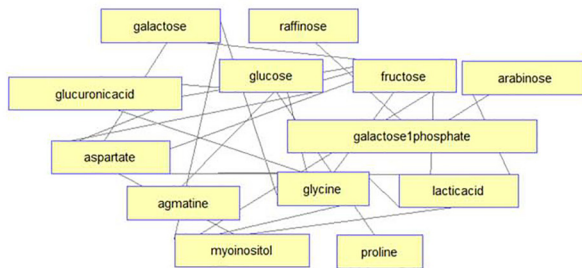 galactose
raffinose
glucose
fructose
arabinose
glucuronicacid
galactose1phosphate
aspartate
glycine
lacticacid
agmatine
myoinositol
proline